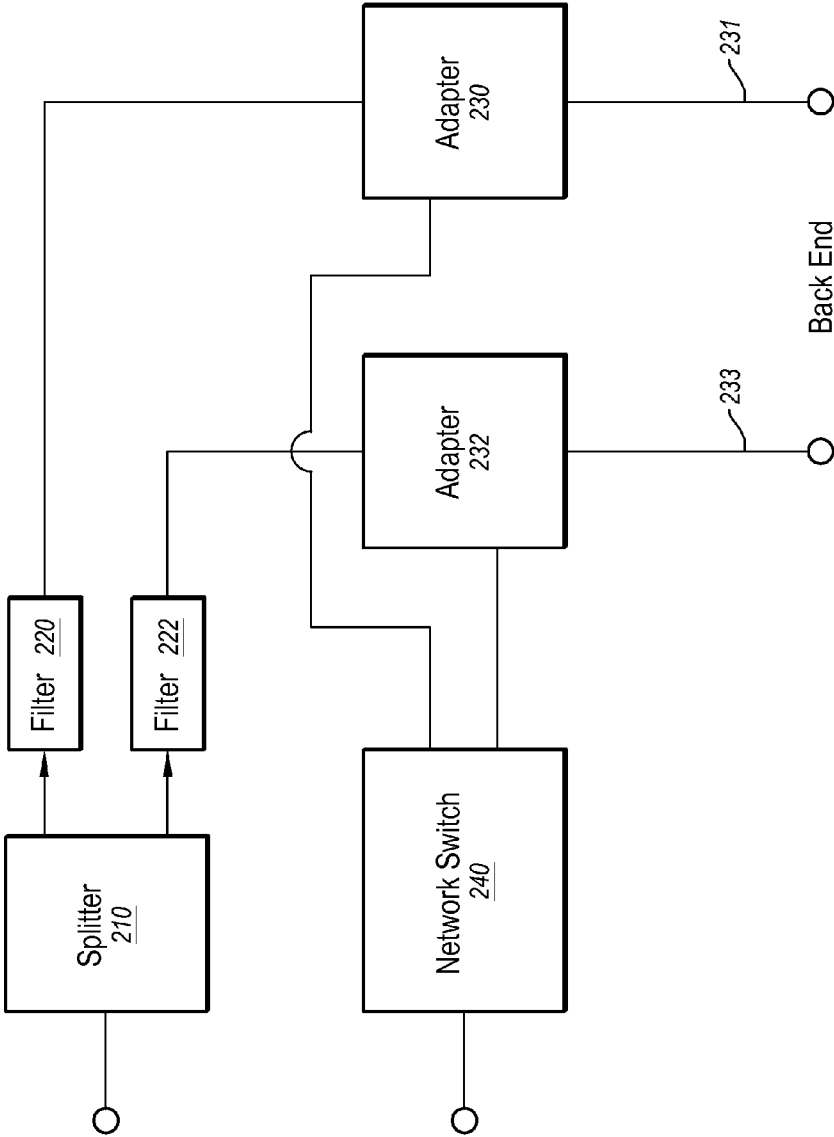 Splitter
210
Filter 220
Filter 222
Network Switch
240
Adapter
232
Adapter
230
233
231
Back End